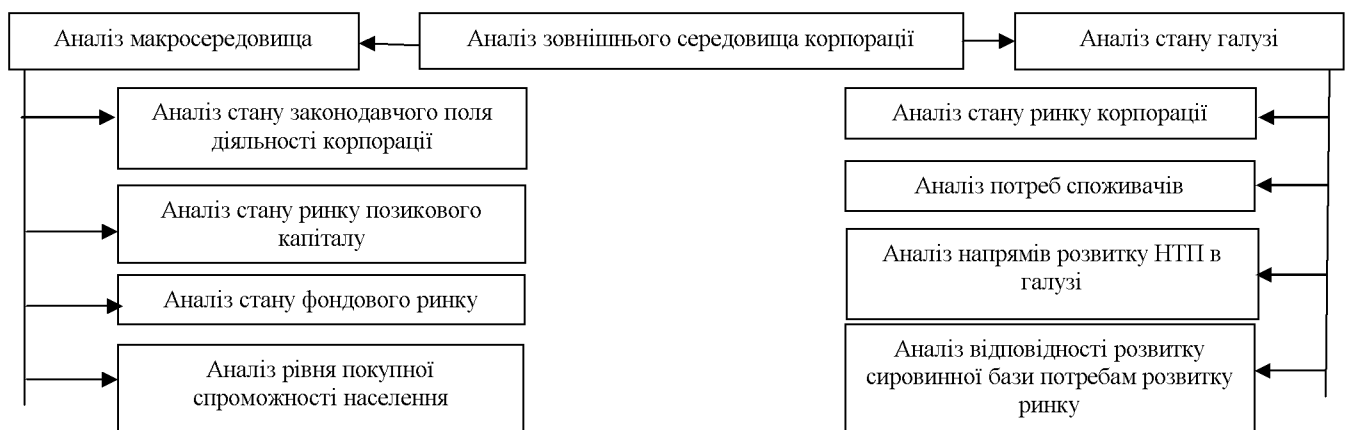 Аналіз макросередовища
Аналіз зовнішнього середовища корпорації
Аналіз стану галузі
Аналіз стану законодавчого поля
діяльності корпорації
Аналіз стану ринку позикового
капіталу
Аналіз стану фондового ринку
Аналіз рівня покупної
спроможності населення
Аналіз стану ринку корпорації
Аналіз потреб споживачів
Аналіз напрямів розвитку НТП в
галузі
Аналіз відповідності розвитку
сировинної бази потребам розвитку
ринку